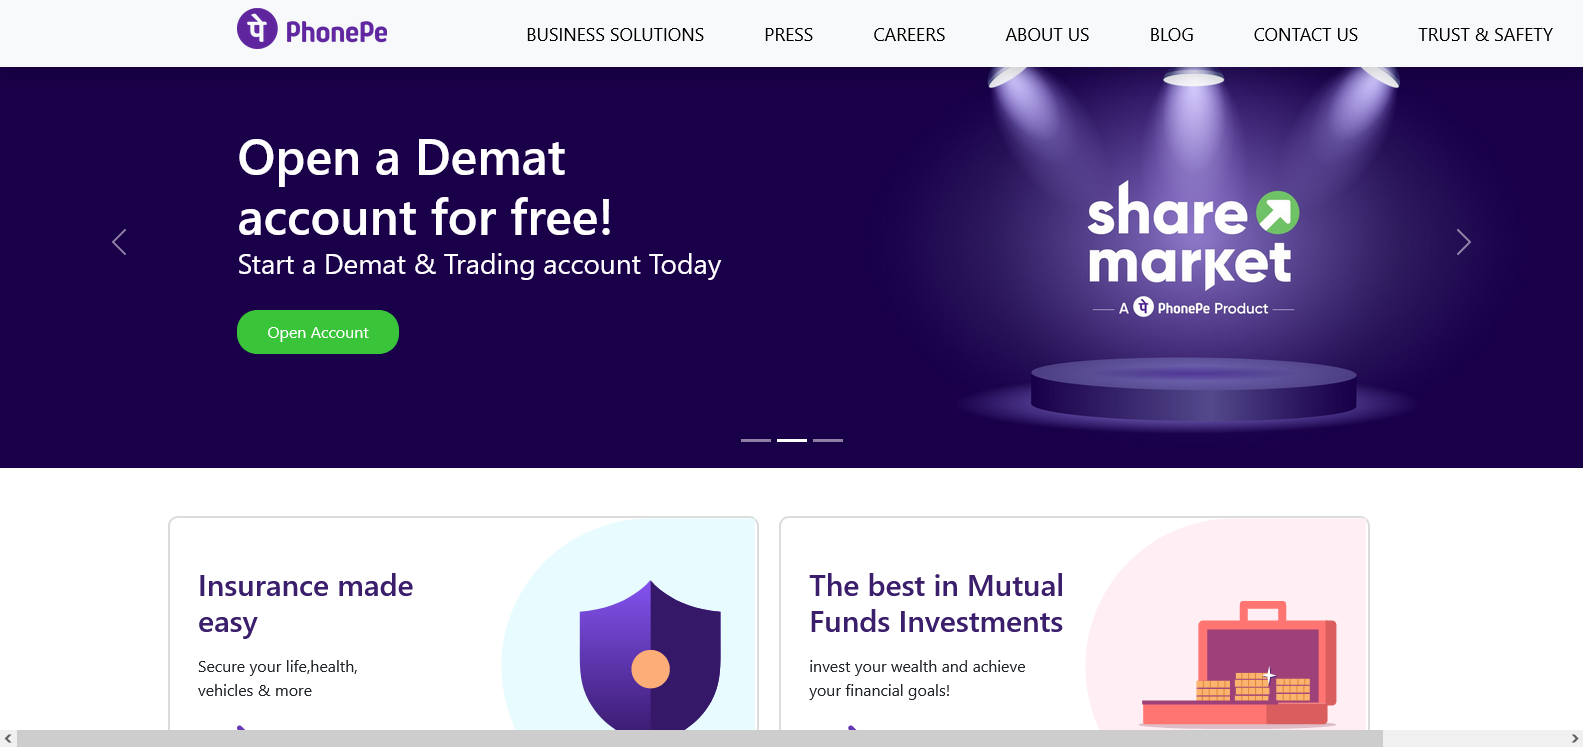 पे PhonePe
BUSINESS SOLUTIONS PRESS CAREERS ABOUT US BLOG CONTACT US TRUST & SAFETY
Open a Demat
account for free!
Start a Demat & Trading account Today
Open Account
share
market
A पे PhonePe Product
Insurance made
easy
Secure your life,health,
vehicles & more
The best in Mutual
Funds Investments
invest your wealth and achieve
your financial goals!